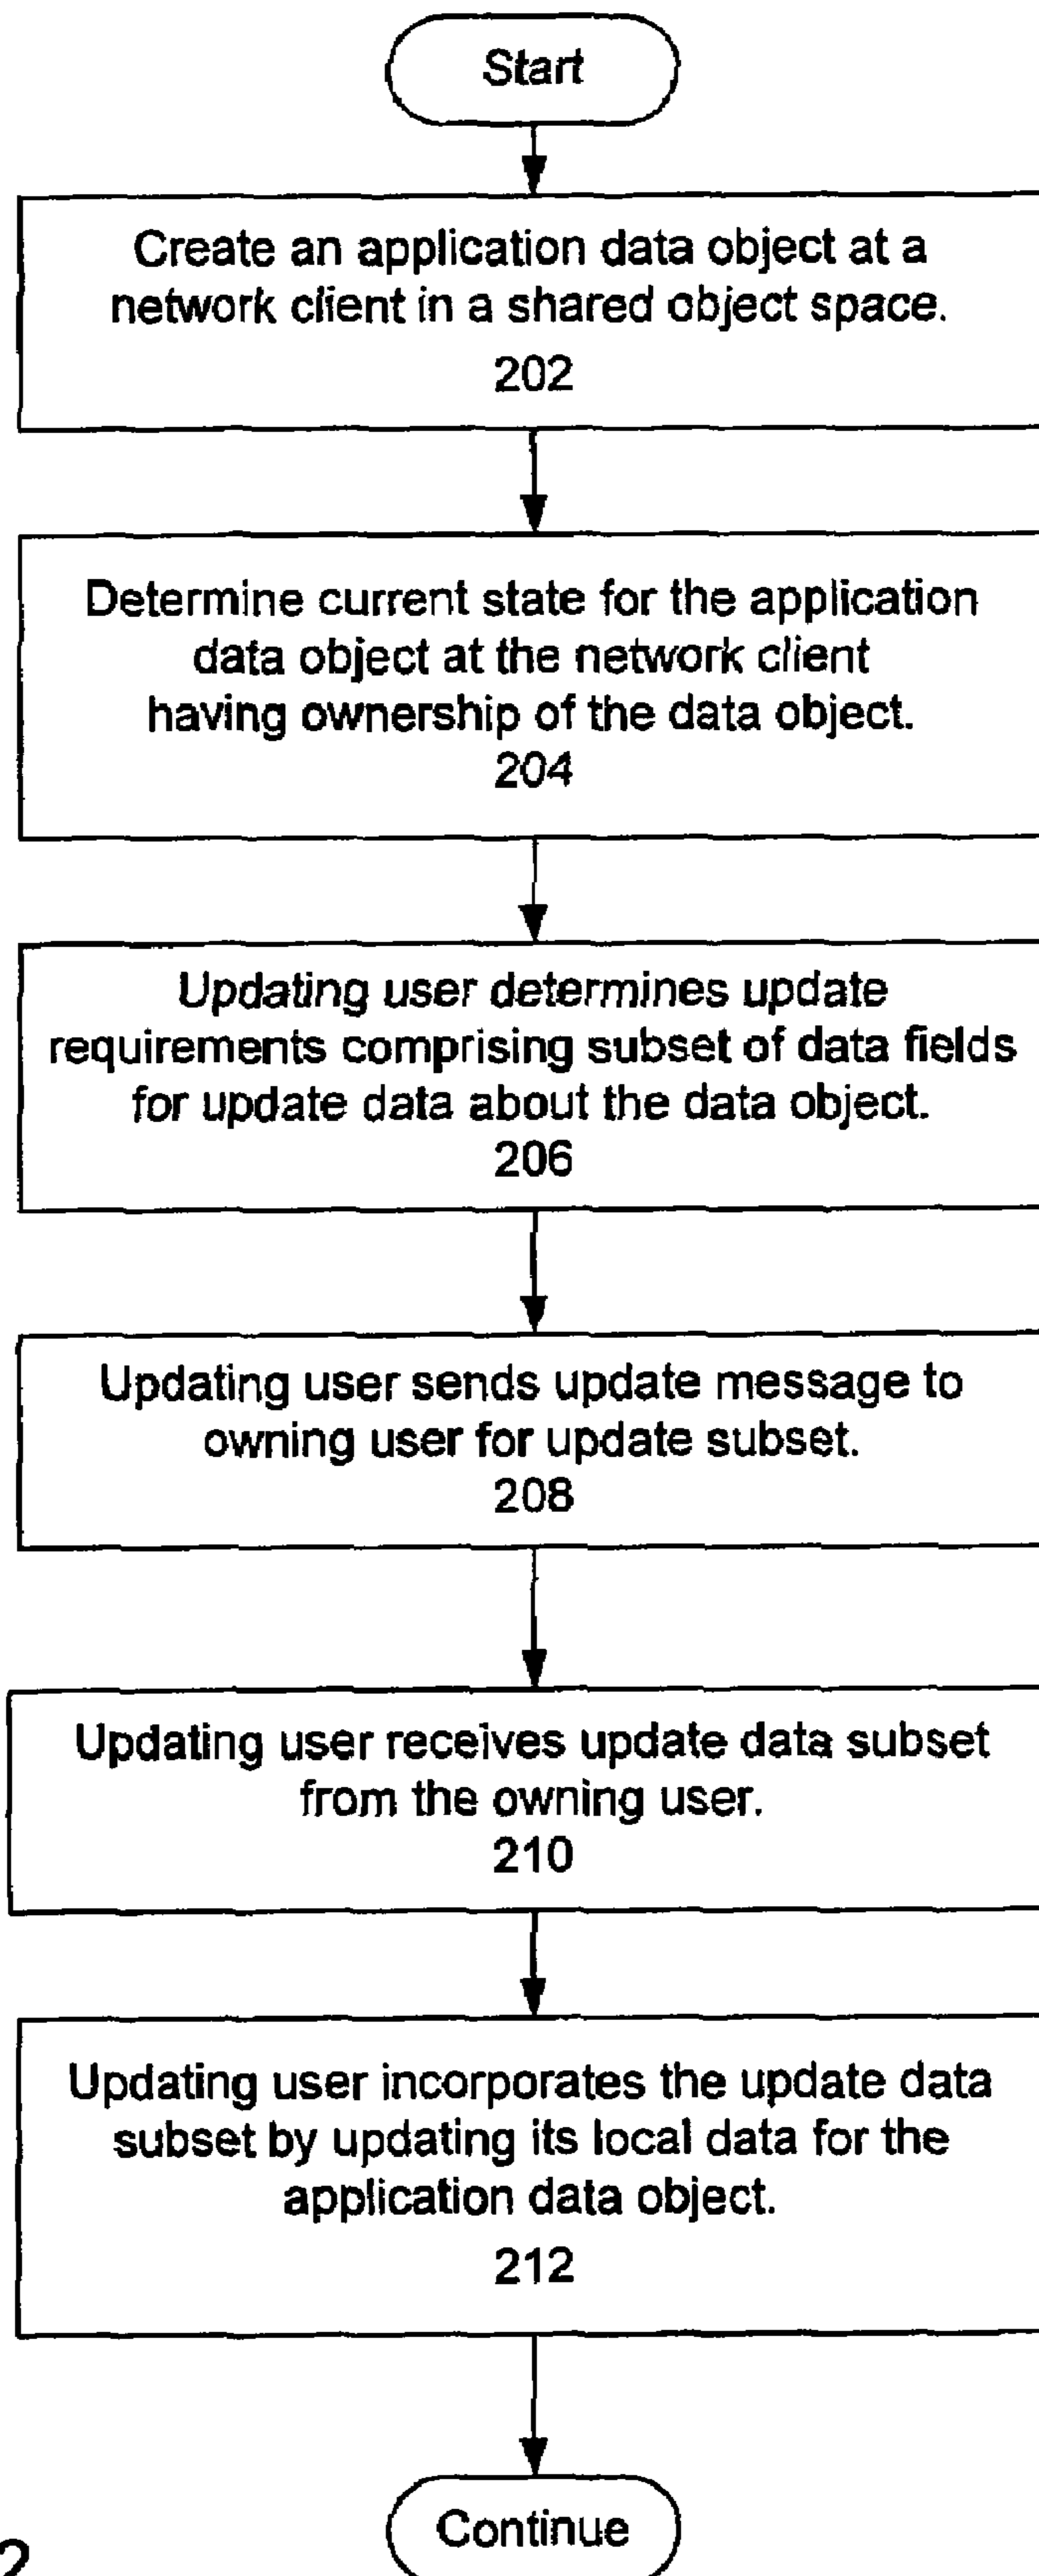 Start
Create an application data object at a
network client in a shared object space.
202
Determine current state for the application
data object at the network client
having ownership of the data object.
204
Updating user determines update
requirements comprising subset of data fields
for update data about the data object.
206
Updating user sends update message to
owning user for update subset.
208
Updating user receives update data subset
from the owning user.
210
Updating user incorporates the update data
subset by updating its local data for the
application data object.
212
Continue
2